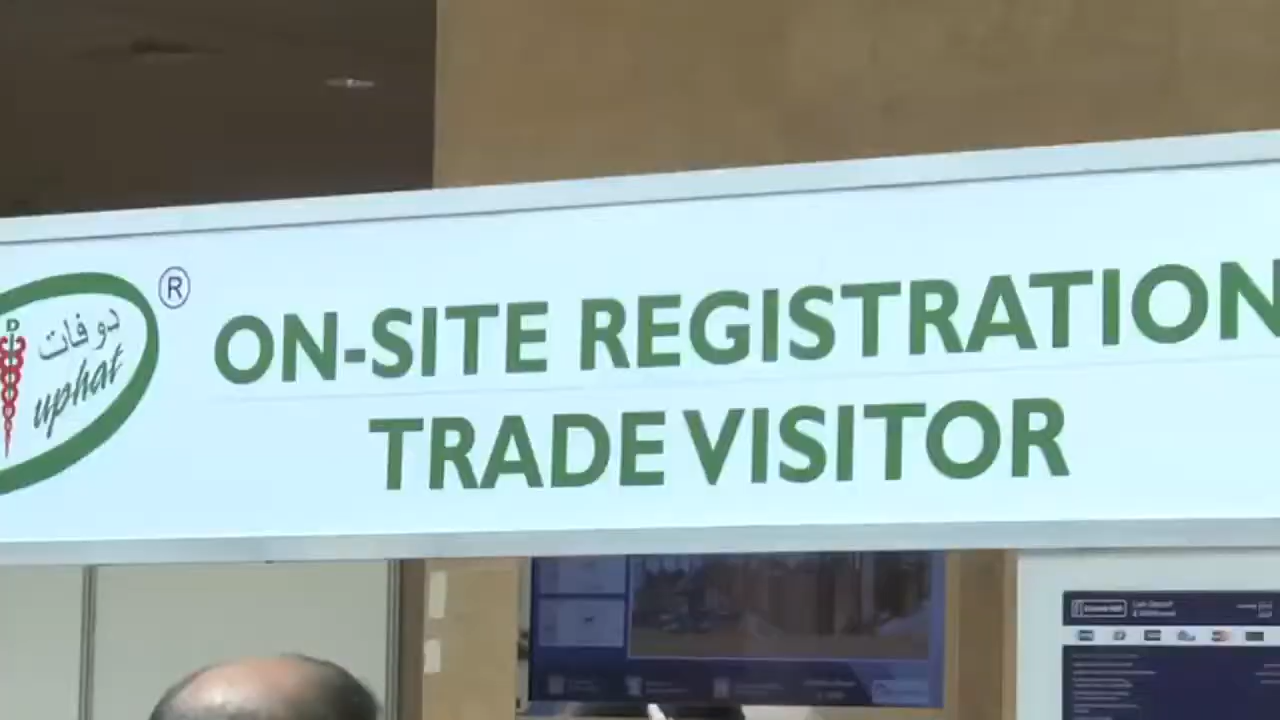 ®
D
دوفات
uphat
ON-SITE REGISTRATION
TRADE VISITOR